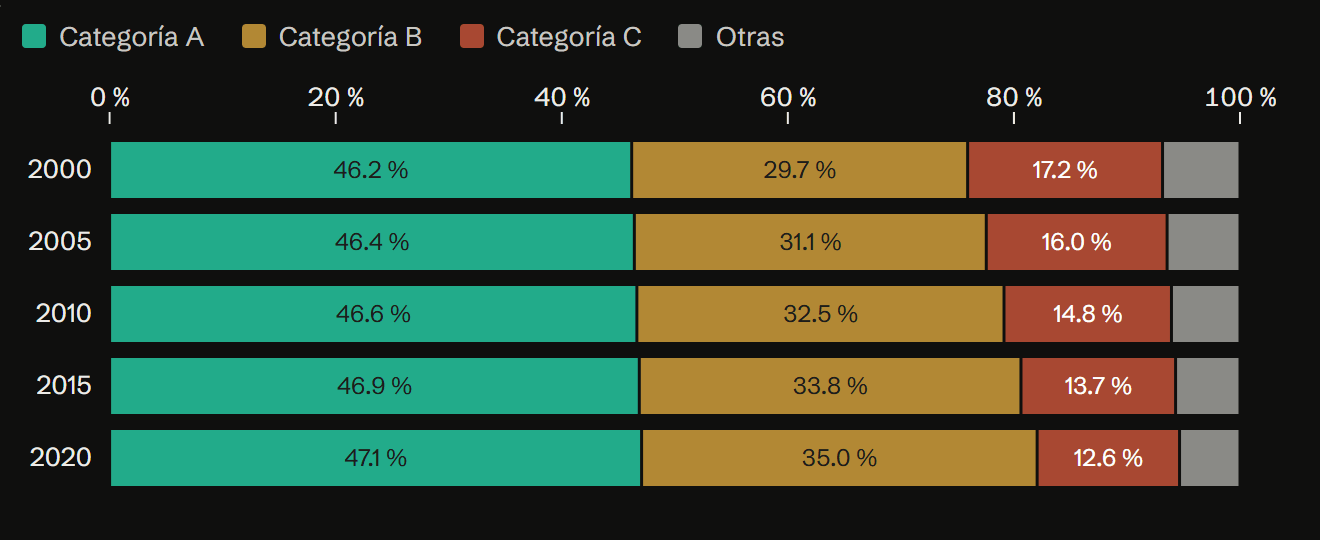 Categoría A Categoría B Categoría C Otras
0 % 20 % 40 % 60 % 80 % 100 %
2000 46.2 % 29.7 % 17.2 %
2005 46.4 % 31.1 % 16.0 %
2010 46.6 % 32.5 % 14.8 %
2015 46.9 % 33.8 % 13.7 %
2020 47.1 % 35.0 % 12.6 %